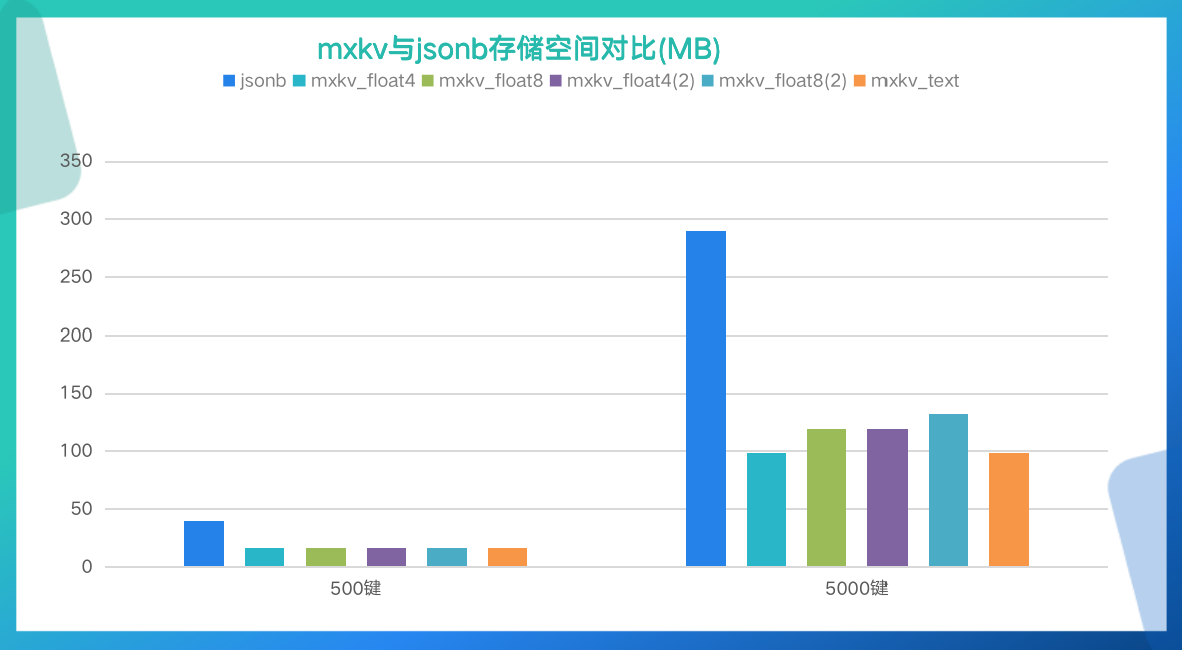 mxkv与jsonb存储空间对比(MB)
jsonb mxkv_float4 mxkv_float8 mxkv_float4(2) mxkv_float8(2) mxkv_text
350
300
250
200
150
100
50
0
500键 5000键